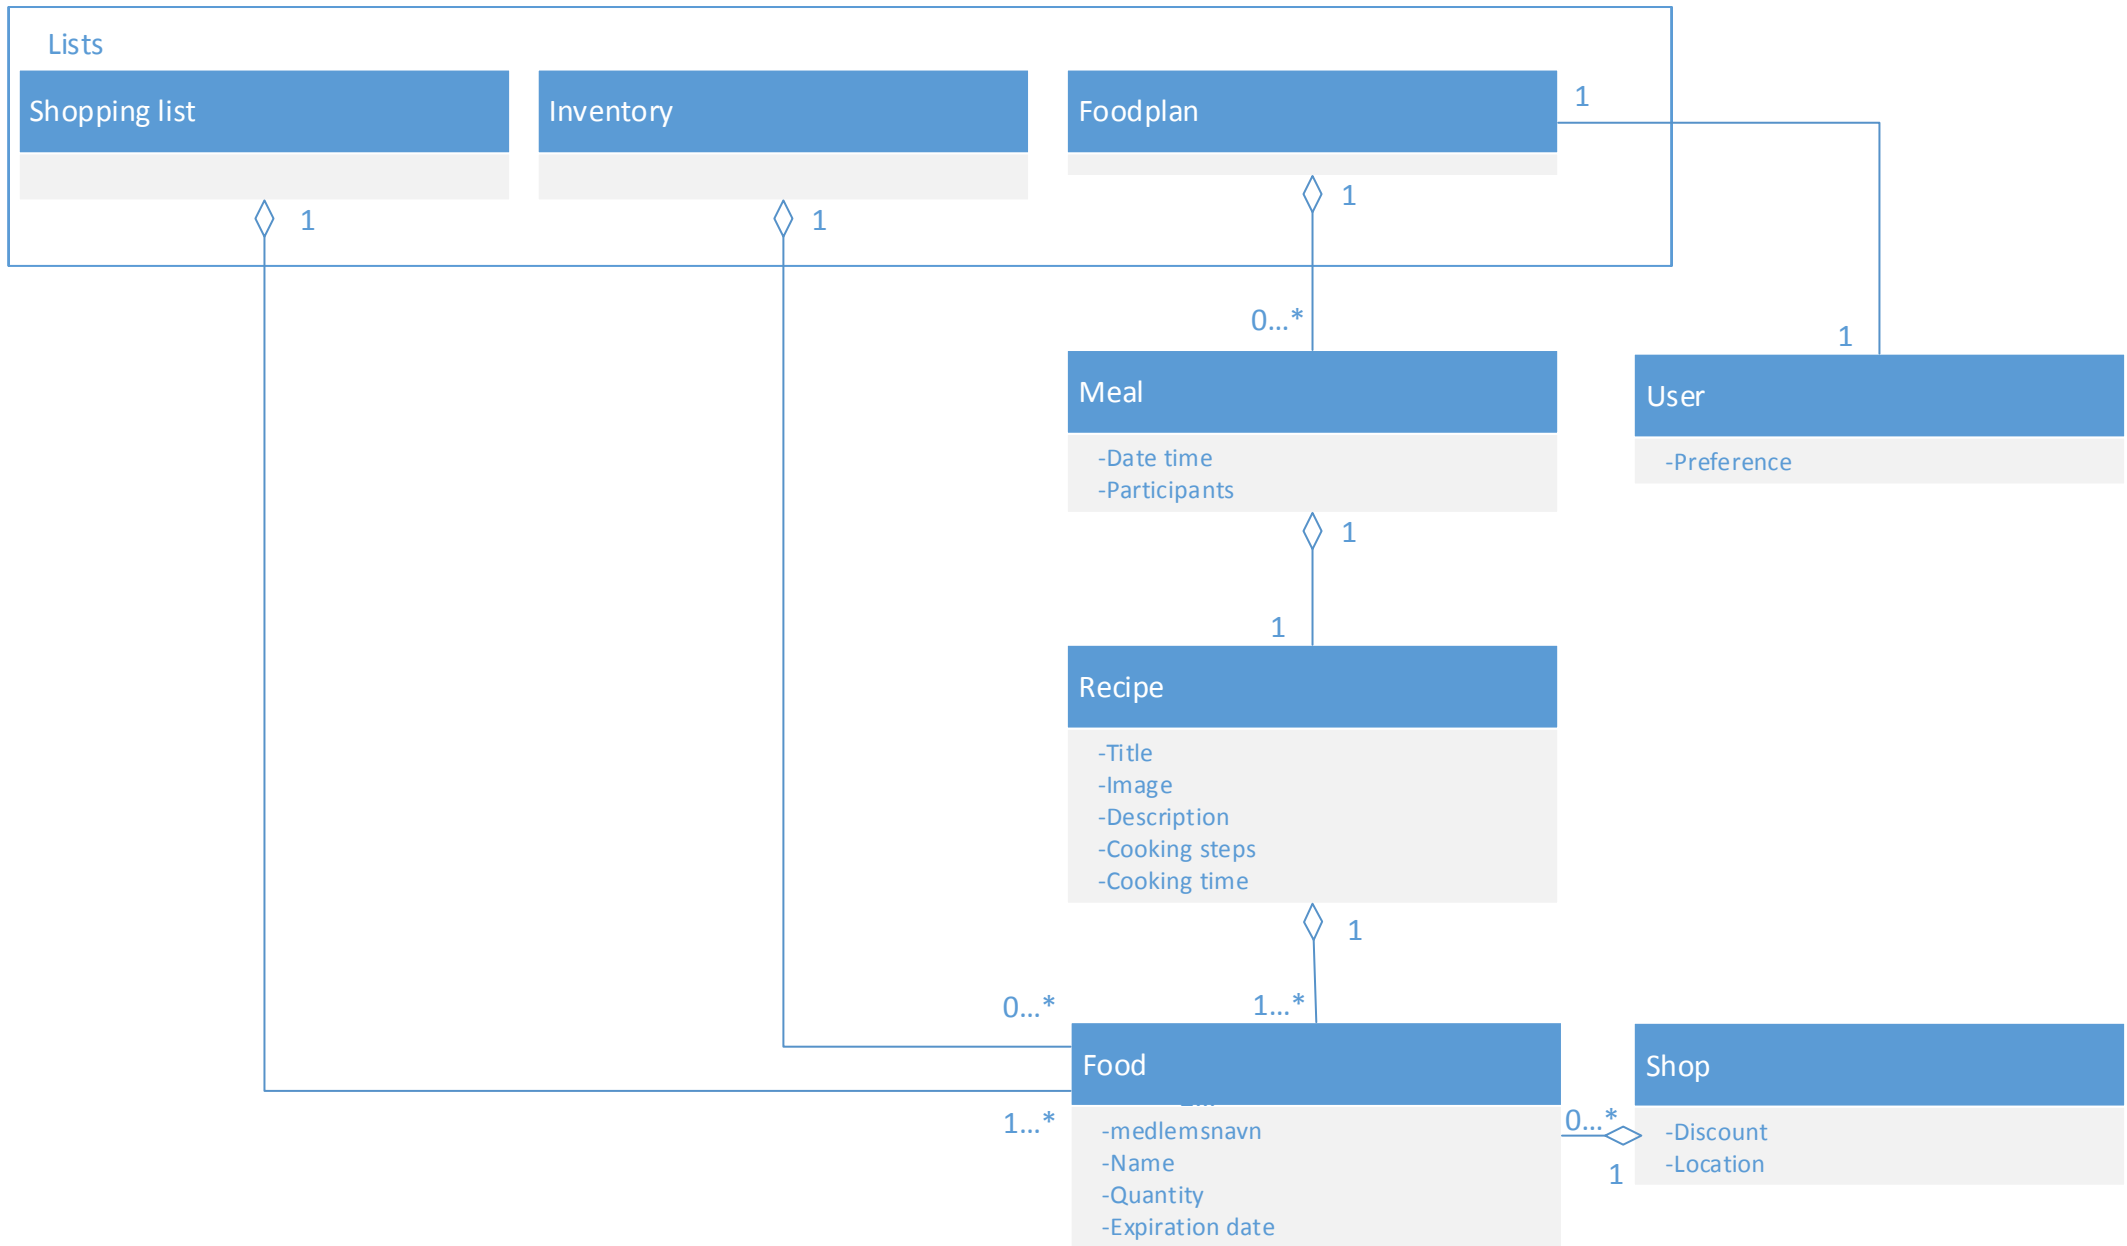 Lists
Shopping list
Inventory
Foodplan
1
1
1
1
0...*
1
Meal
-Date time
-Participants
User
-Preference
1
1
Recipe
-Title
-Image
-Description
-Cooking steps
-Cooking time
1
0...*
1...*
Food
Shop
1...*
0...*
-medlemsnavn
-Name
-Quantity
-Expiration date
-Discount
-Location
1